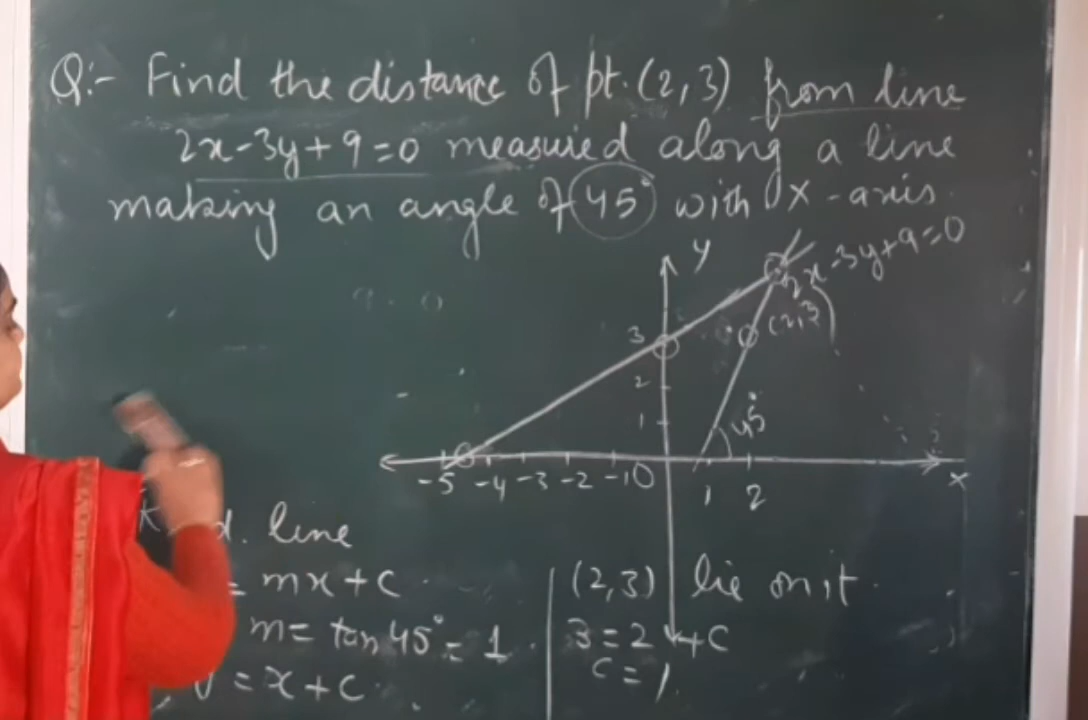 Q:- Find the distance of pt. (2,3) from line
2x-3y+9=0 measured along a line
making an angle of 45° with x-axis.
y
2x-3y+9=0
3
(2,3)
2
1
45°
-5 -4 -3 -2 -1 0 1 2 x
d. line
= mx+c
m = tan 45° = 1
y = x+c
(2,3) lie on it.
3=2+c
c=1